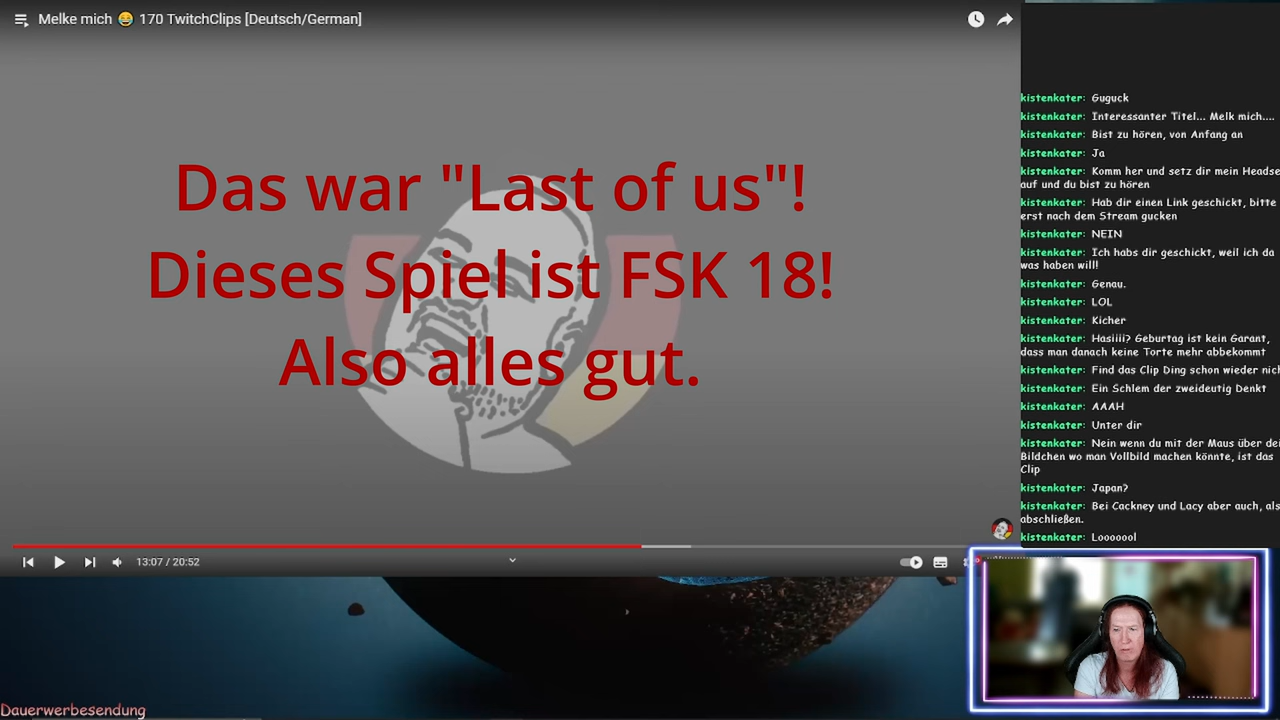 Melke mich 😂 170 TwitchClips [Deutsch/German]
Das war "Last of us"!
Dieses Spiel ist FSK 18!
Also alles gut.
13:07 / 20:52
kistenkater: Guguck
kistenkater: Interessanter Titel... Melk mich....
kistenkater: Bist zu hören, von Anfang an
kistenkater: Ja
kistenkater: Komm her und setz dir mein Headse
auf und du bist zu hören
kistenkater: Hab dir einen Link geschickt, bitte
erst nach dem Stream gucken
kistenkater: NEIN
kistenkater: Ich habs dir geschickt, weil ich da
was haben will!
kistenkater: Genau.
kistenkater: LOL
kistenkater: Kicher
kistenkater: Hasiiii? Geburtag ist kein Garant,
dass man danach keine Torte mehr abbekommt
kistenkater: Find das Clip Ding schon wieder nich
kistenkater: Ein Schlem der zweideutig Denkt
kistenkater: AAAH
kistenkater: Unter dir
kistenkater: Nein wenn du mit der Maus über de
Bildchen wo man Vollbild machen könnte, ist das
Clip
kistenkater: Japan?
kistenkater: Bei Cackney und Lacy aber auch, als
abschließen.
kistenkater: Looooool
Dauerwerbesendung